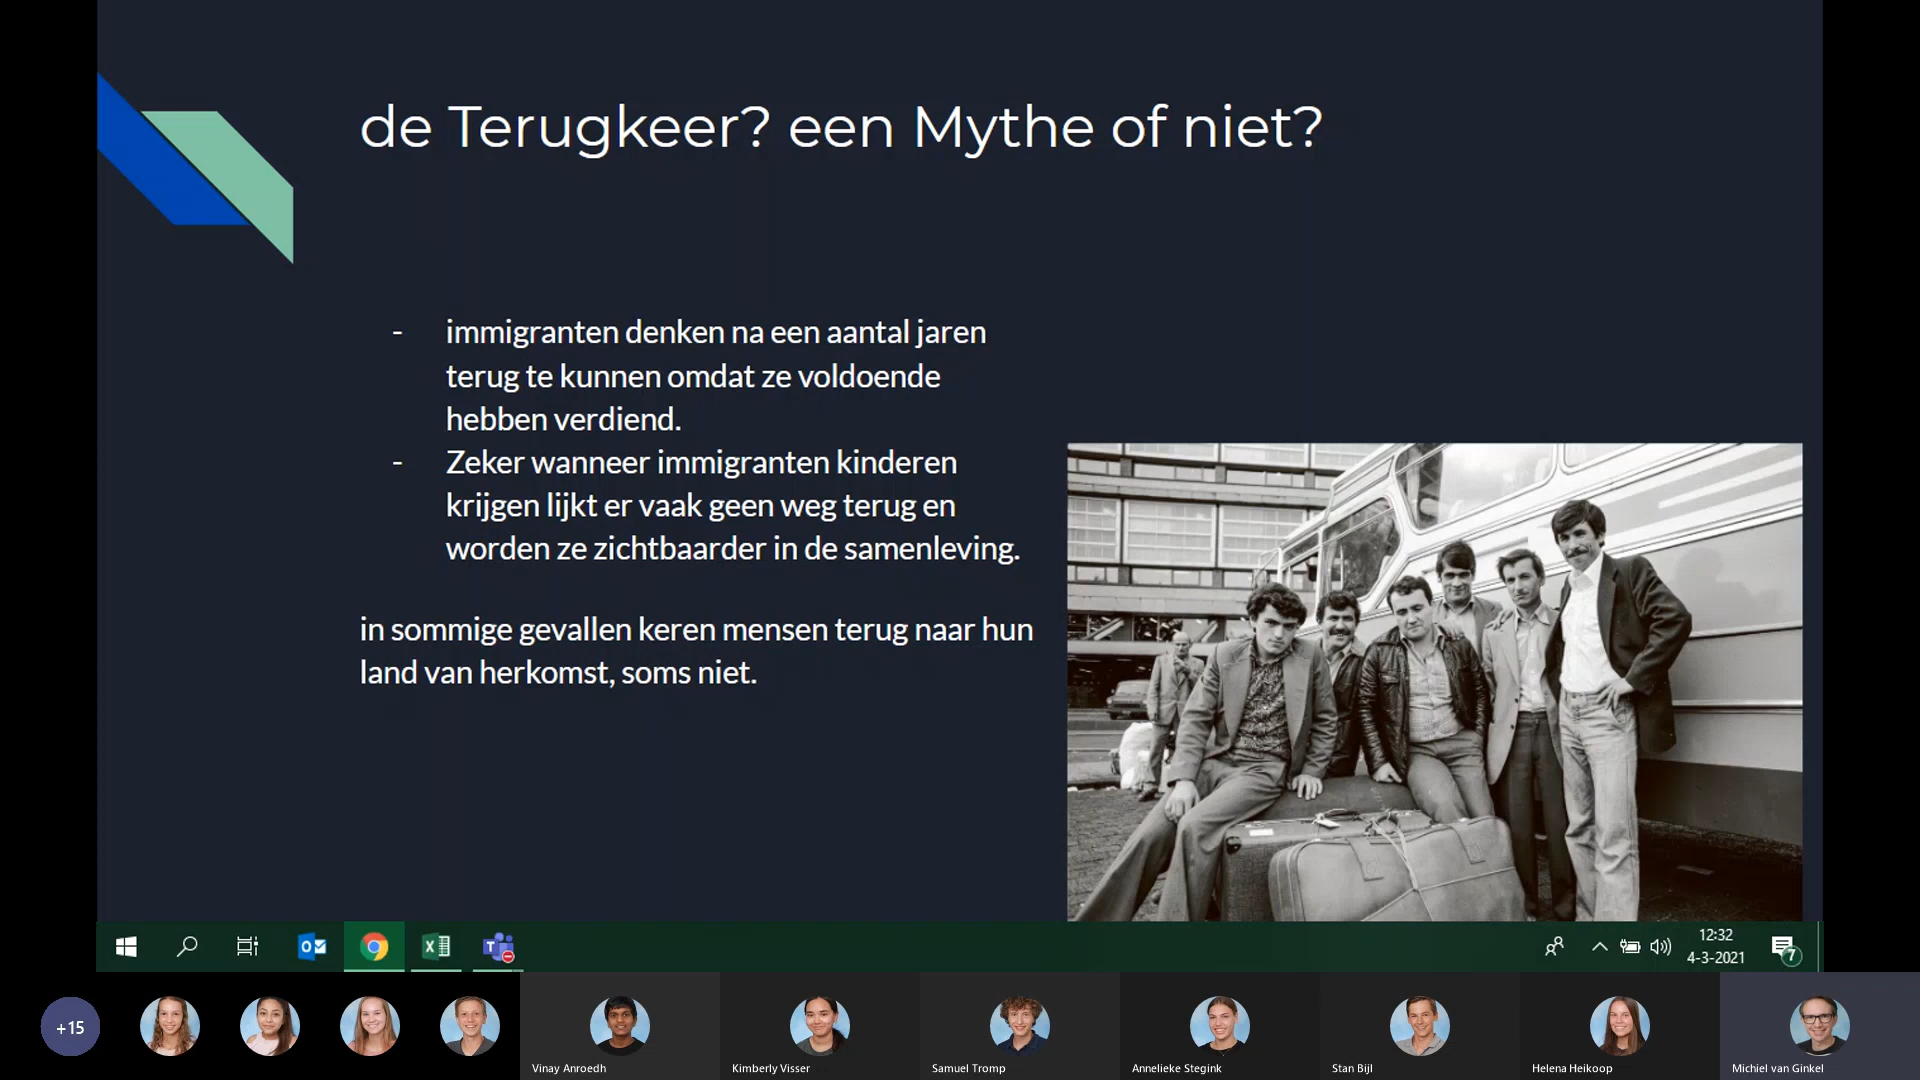 de Terugkeer? een Mythe of niet?
- immigranten denken na een aantal jaren
terug te kunnen omdat ze voldoende
hebben verdiend.
- Zeker wanneer immigranten kinderen
krijgen lijkt er vaak geen weg terug en
worden ze zichtbaarder in de samenleving.
in sommige gevallen keren mensen terug naar hun
land van herkomst, soms niet.
12:32
4-3-2021
7
+15
Vinay Anroedh
Kimberly Visser
Samuel Tromp
Annelieke Stegink
Stan Bijl
Helena Heikoop
Michiel van Ginkel